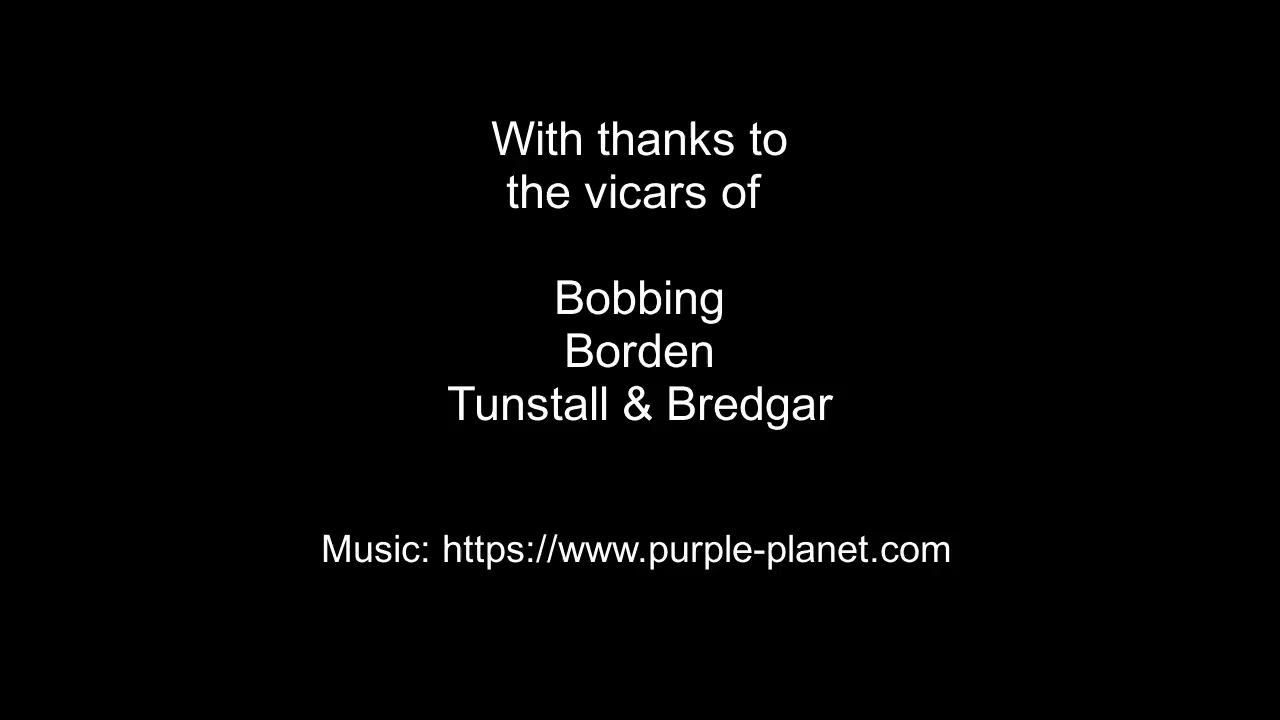 With thanks to
the vicars of
Bobbing
Borden
Tunstall & Bredgar
Music: https://www.purple-planet.com